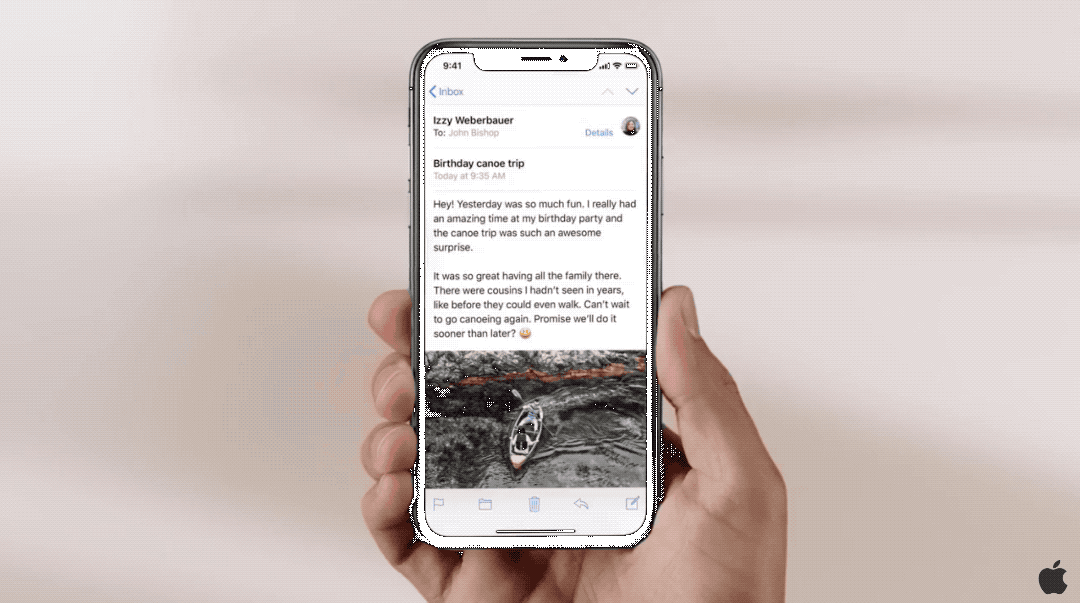 9:41
Inbox
Izzy Weberbauer
To: John Bishop
Details
Birthday canoe trip
Today at 9:35 AM
Hey! Yesterday was so much fun. I really had
an amazing time at my birthday party and
the canoe trip was such an awesome
surprise.
It was so great having all the family there.
There were cousins I hadn't seen in years,
like before they could even walk. Can't wait
to go canoeing again. Promise we'll do it
sooner than later? 😀